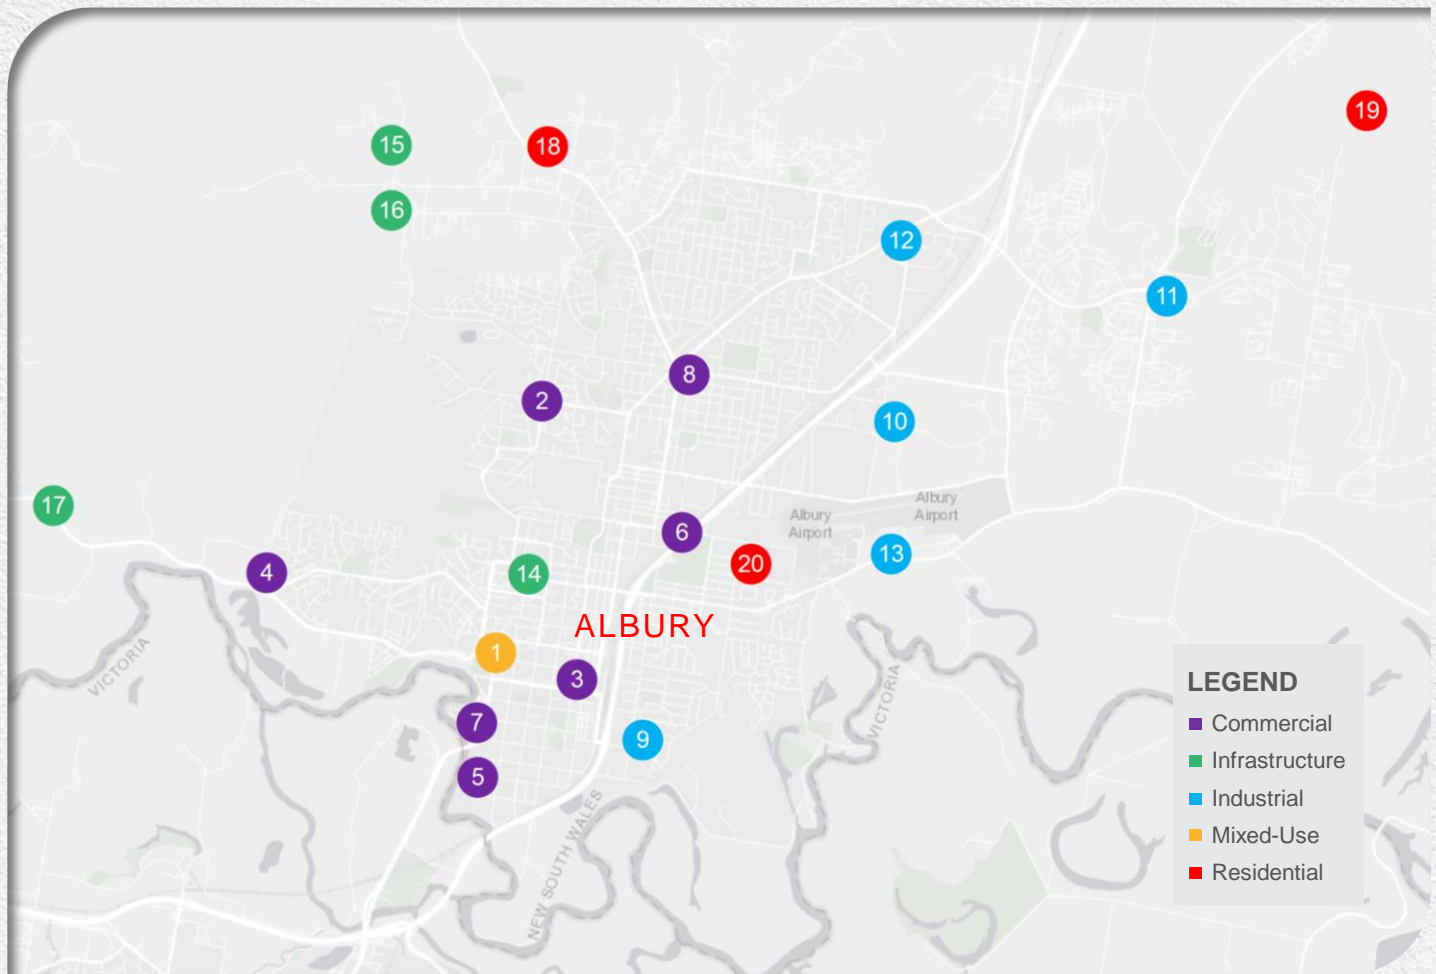 19
15
18
16
12
11
8
2
10
Albury
Airport
17
Albury
Airport
6
13
20
4
14
ALBURY
1
VICTORIA
3
VICTORIA
7
9
5
NEW SOUTH WALES
LEGEND
Commercial
Infrastructure
Industrial
Mixed-Use
Residential